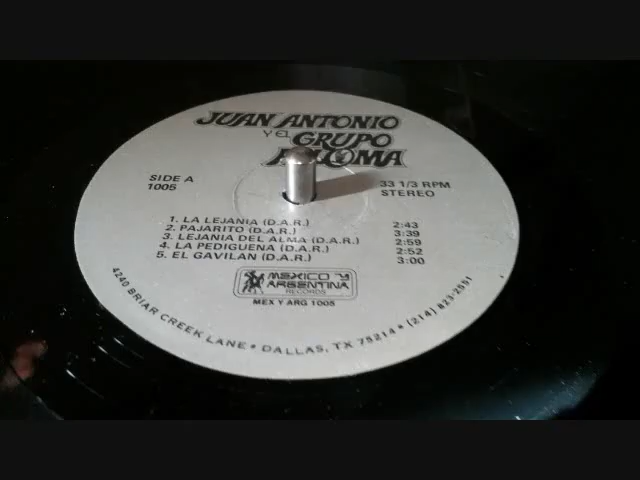 JUAN ANTONIO
Y EL
GRUPO
PALOMA
SIDE A
1005
33 1/3 RPM
STEREO
1. LA LEJANIA (D.A.R.) 2:43
2. PAJARITO (D.A.R.) 3:39
3. LEJANIA DEL ALMA (D.A.R.) 2:59
4. LA PEDIGUENA (D.A.R.) 2:52
5. EL GAVILAN (D.A.R.) 3:00
MEXICO Y
ARGENTINA
RECORDS
MEX Y ARG 1005
4240 BRIAR CREEK LANE • DALLAS, TX 75214 • (214) 823-2551